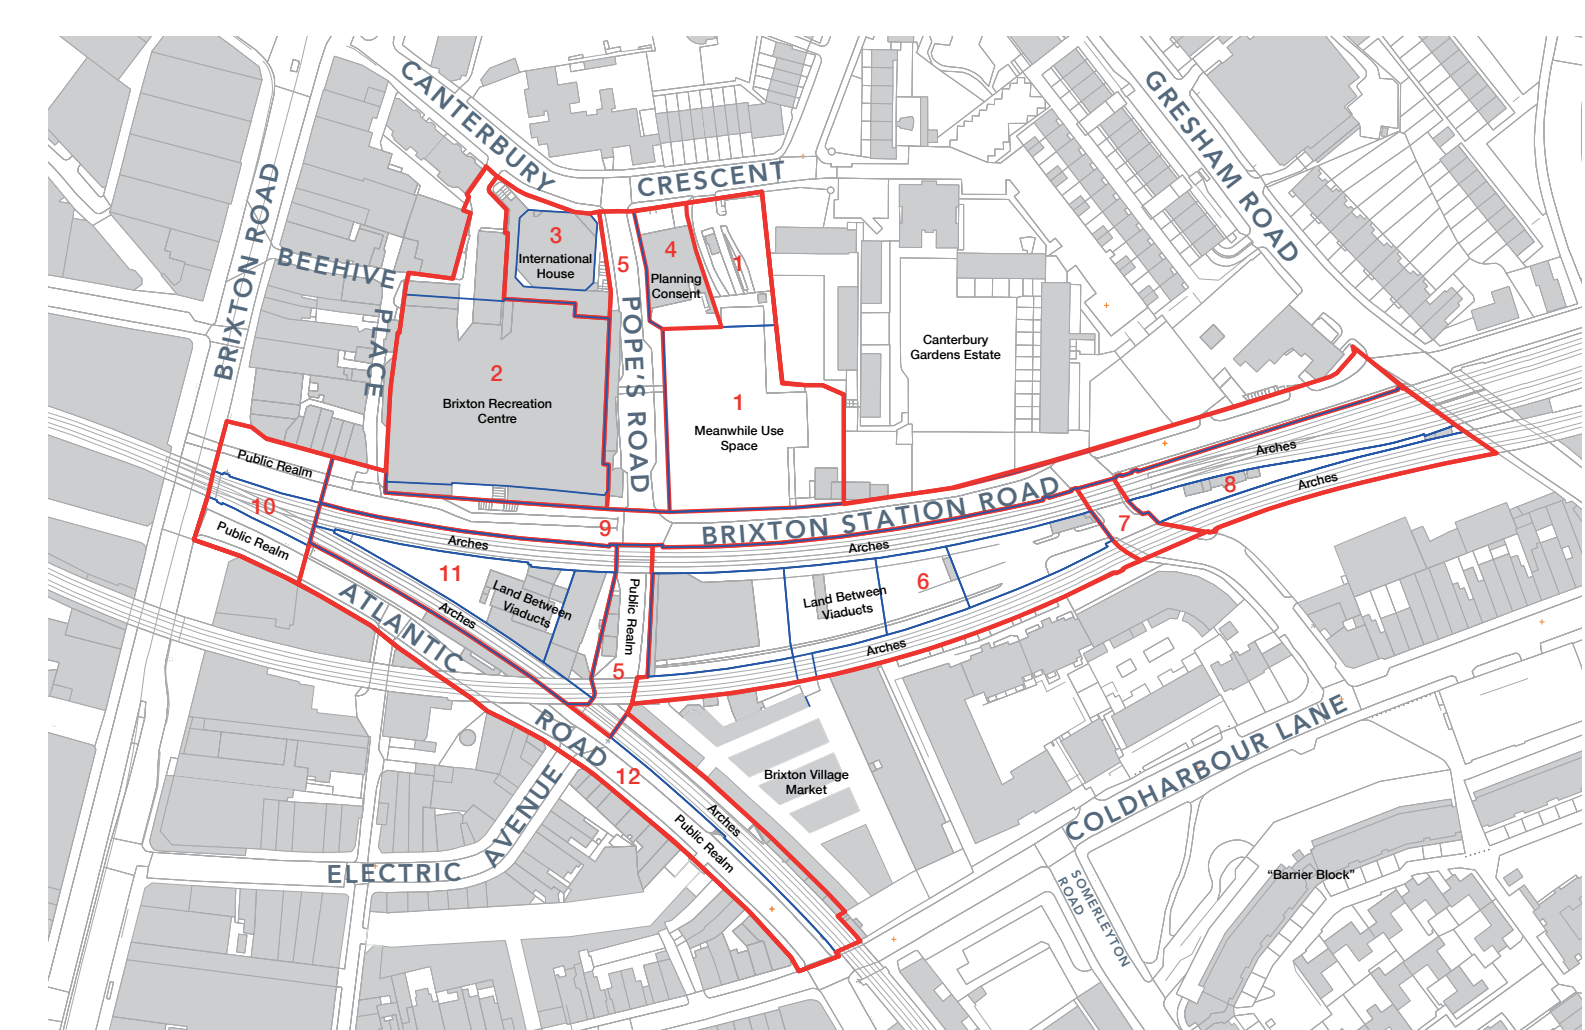 CANTERBURY
CRESCENT
GRESHAM ROAD
BRIXTON ROAD
BEEHIVE
PLACE
3
International
House
5
4
Planning
Consent
1
POPE'S ROAD
Canterbury
Gardens Estate
2
Brixton Recreation
Centre
1
Meanwhile Use
Space
Public Realm
10
Public Realm
9
BRIXTON STATION ROAD
Arches
8
Arches
7
Arches
Arches
11
Land Between
Viaducts
Arches
Public Realm
5
6
Land Between
Viaducts
Arches
ATLANTIC
ROAD
12
Brixton Village
Market
Arches
Public Realm
ELECTRIC
AVENUE
COLDHARBOUR LANE
SOMERLEYTON
ROAD
“Barrier Block”